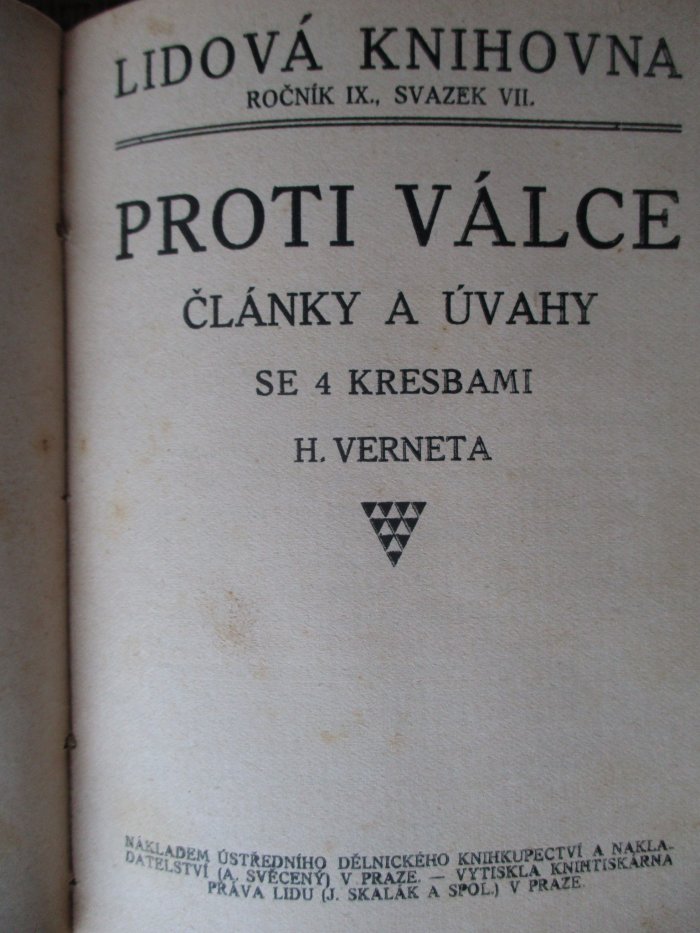 LIDOVÁ KNIHOVNA
ROČNÍK IX., SVAZEK VII.
PROTI VÁLCE
ČLÁNKY A ÚVAHY
SE 4 KRESBAMI
H. VERNETA
NÁKLADEM ÚSTŘEDNÍHO DĚLNICKÉHO KNIHKUPECTVÍ A NAKLA-
DATELSTVÍ (A. SVĚCENÝ) V PRAZE. — VYTISKLA KNIHTISKÁRNA
PRÁVA LIDU (J. SKALÁK A SPOL.) V PRAZE.